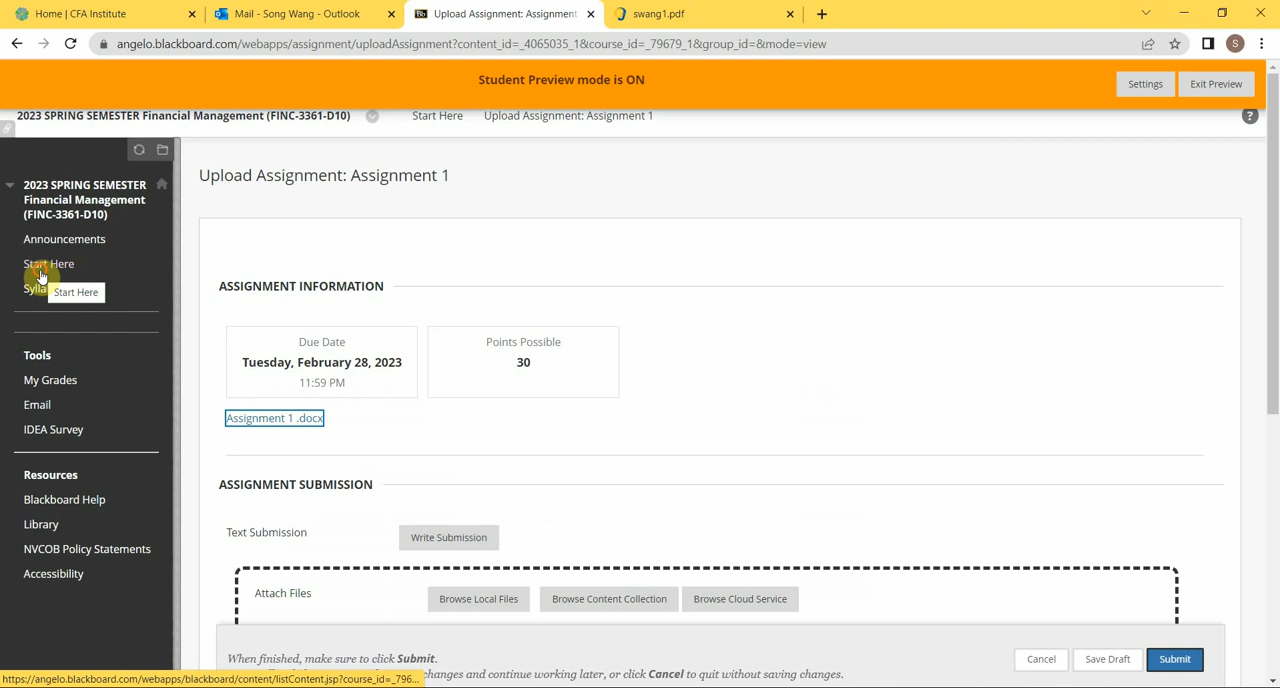 Home | CFA Institute
Mail - Song Wang - Outlook
Bb Upload Assignment: Assignment
swang1.pdf
angelo.blackboard.com/webapps/assignment/uploadAssignment?content_id=_4065035_1&course_id=_79679_1&group_id=&mode=view
S
Student Preview mode is ON
Settings
Exit Preview
2023 SPRING SEMESTER Financial Management (FINC-3361-D10)
Start Here
Upload Assignment: Assignment 1
?
2023 SPRING SEMESTER
Financial Management
(FINC-3361-D10)
Announcements
Start Here
Start Here
Tools
My Grades
Email
IDEA Survey
Resources
Blackboard Help
Library
NVCOB Policy Statements
Accessibility
Upload Assignment: Assignment 1
ASSIGNMENT INFORMATION
Due Date
Tuesday, February 28, 2023
11:59 PM
Points Possible
30
Assignment 1 .docx
ASSIGNMENT SUBMISSION
Text Submission
Write Submission
Attach Files
Browse Local Files
Browse Content Collection
Browse Cloud Service
When finished, make sure to click Submit.
changes and continue working later, or click Cancel to quit without saving changes.
Cancel
Save Draft
Submit
https://angelo.blackboard.com/webapps/blackboard/content/listContent.jsp?course_id=_796...